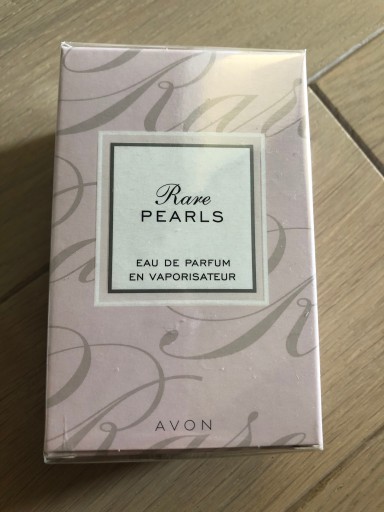 Rare
PEARLS
EAU DE PARFUM
EN VAPORISATEUR
AVON